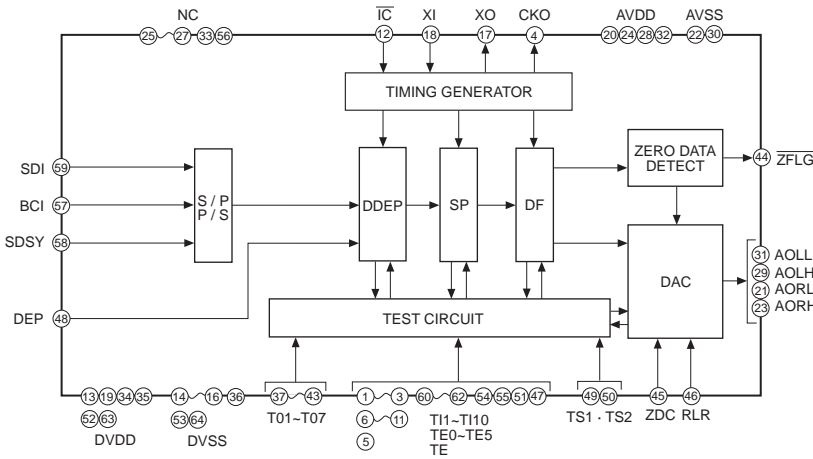 NC IC XI XO CKO AVDD AVSS
25 ~ 27 33 56 12 18 17 4 20 24 28 32 22 30
TIMING GENERATOR
SDI 59
BCI 57
SDSY 58
DEP 48
S / P
P / S
DDEP
SP
DF
ZERO DATA
DETECT
44 ZFLG
DAC
31 AOLL
29 AOLH
21 AORL
23 AORH
TEST CIRCUIT
13 19 34 35 14 ~ 16 36 37 ~ 43 1 ~ 3 60 ~ 62 54 55 51 47 49 50 45 46
52 63 53 64 T01~T07 6 ~ 11 TI1~TI10 TS1 · TS2 ZDC RLR
DVDD DVSS TE0~TE5
5 TE